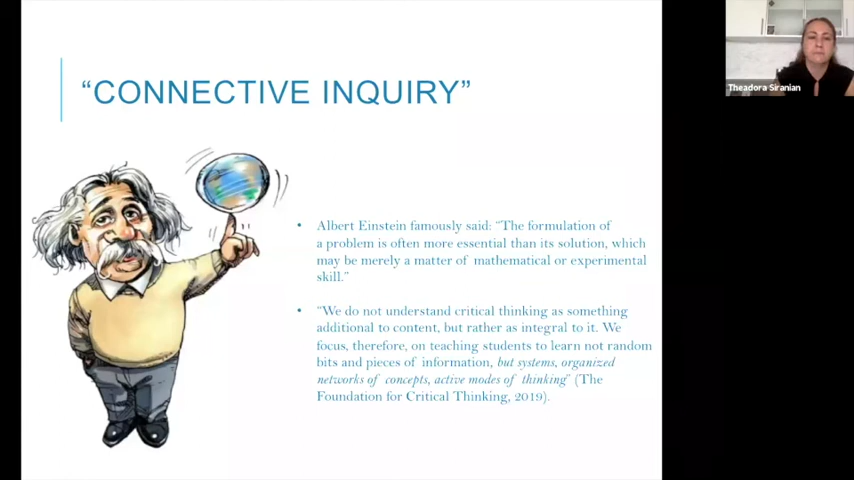 “CONNECTIVE INQUIRY”
• Albert Einstein famously said: “The formulation of
a problem is often more essential than its solution, which
may be merely a matter of mathematical or experimental
skill.”
• “We do not understand critical thinking as something
additional to content, but rather as integral to it. We
focus, therefore, on teaching students to learn not random
bits and pieces of information, but systems, organized
networks of concepts, active modes of thinking” (The
Foundation for Critical Thinking, 2019).
Theadora Siranian